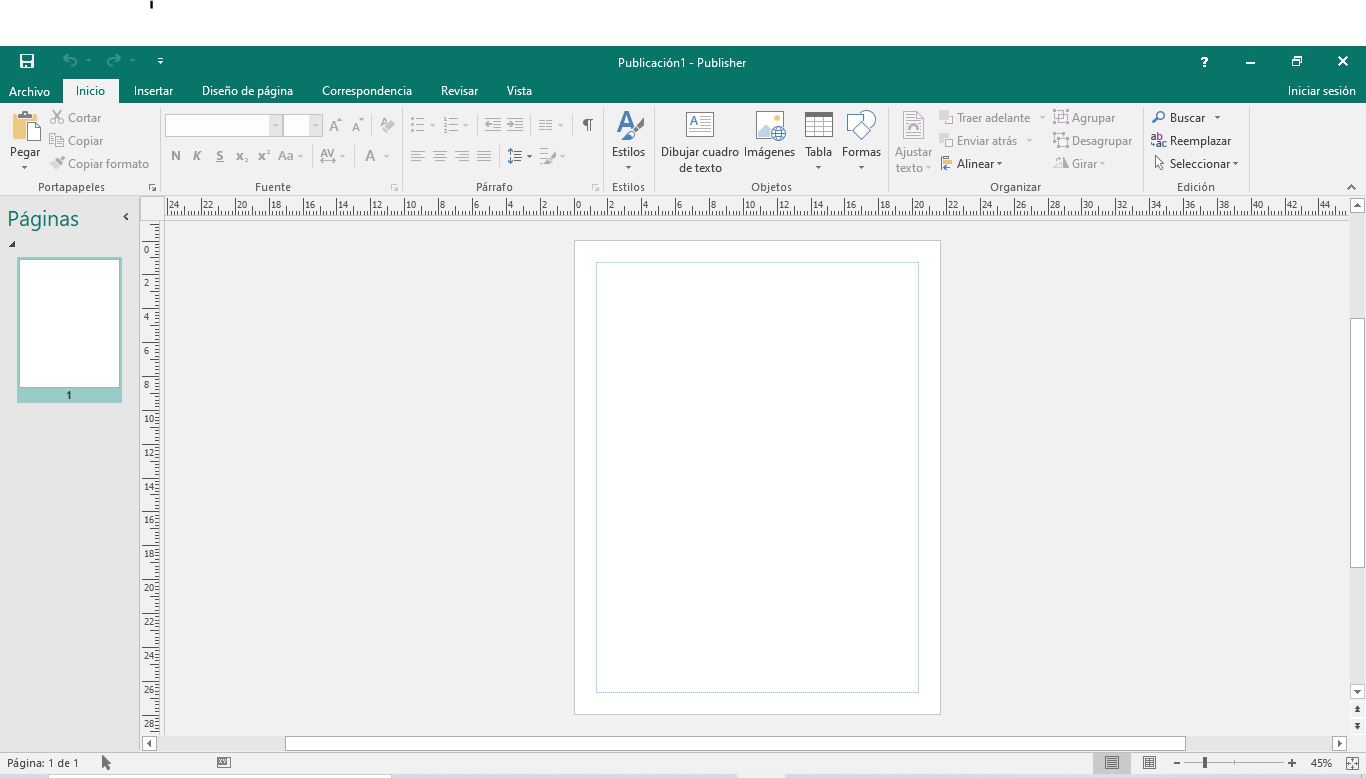 Publicación1 - Publisher
?
Archivo Inicio Insertar Diseño de página Correspondencia Revisar Vista Iniciar sesión
Pegar Cortar
Copiar
Copiar formato
Portapapeles
N K S x₂ x² Aa AV A
Fuente
Párrafo
Estilos
Estilos
Dibujar cuadro de texto
Imágenes
Tabla
Formas
Objetos
Ajustar texto
Traer adelante
Enviar atrás
Alinear
Agrupar
Desagrupar
Girar
Organizar
Buscar
Reemplazar
Seleccionar
Edición
Páginas
24 22 20 18 16 14 12 10 8 6 4 2 0 2 4 6 8 10 12 14 16 18 20 22 24 26 28 30 32 34 36 38 40 42 44
0
2
4
6
8
10
12
14
16
18
20
22
24
26
28
1
Página: 1 de 1
45%